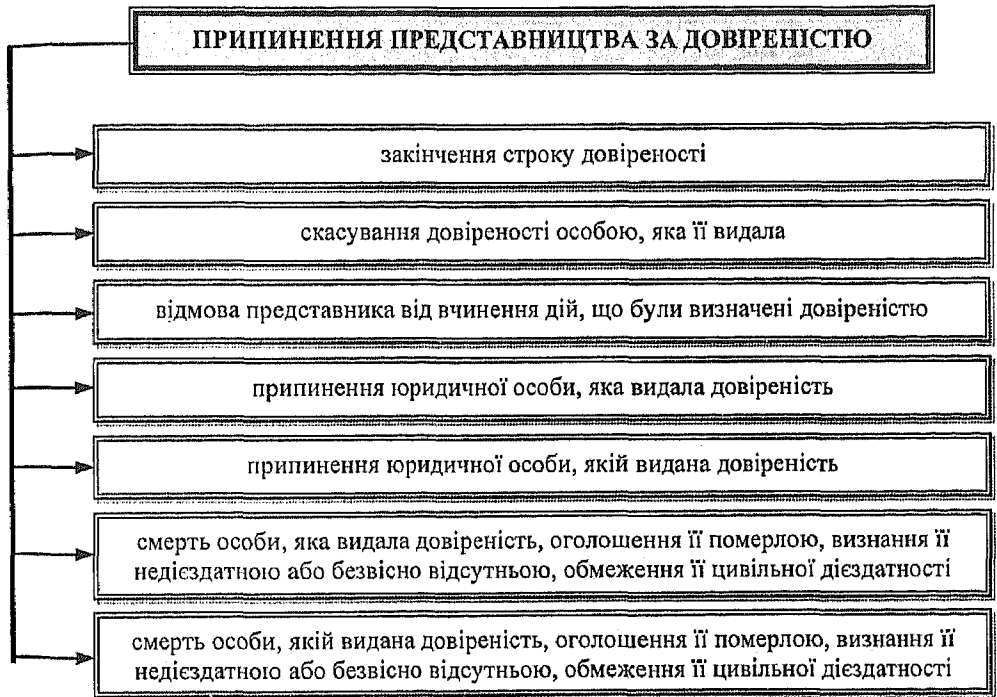 ПРИПИНЕННЯ ПРЕДСТАВНИЦТВА ЗА ДОВІРЕНІСТЮ
закінчення строку довіреності
скасування довіреності особою, яка її видала
відмова представника від вчинення дій, що були визначені довіреністю
припинення юридичної особи, яка видала довіреність
припинення юридичної особи, якій видана довіреність
смерть особи, яка видала довіреність, оголошення її померлою, визнання її
недієздатною або безвісно відсутньою, обмеження її цивільної дієздатності
смерть особи, якій видана довіреність, оголошення її померлою, визнання її
недієздатною або безвісно відсутньою, обмеження її цивільної дієздатності